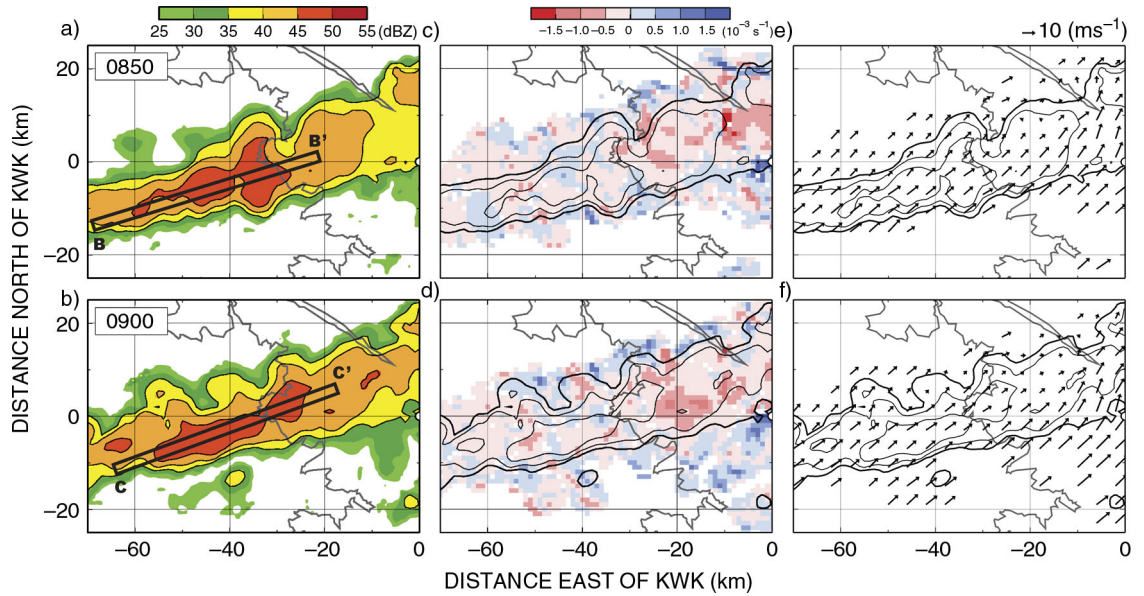 25 30 35 40 45 50 55 (dBZ)
−1.5 −1.0 −0.5 0 0.5 1.0 1.5 (10−3 s−1)
→10 (ms−1)
a) c) e)
0850
20
0
−20
B B'
b) d) f)
0900
20
0
−20
C C'
−60 −40 −20 0
−60 −40 −20 0
−60 −40 −20 0
DISTANCE NORTH OF KWK (km)
DISTANCE EAST OF KWK (km)